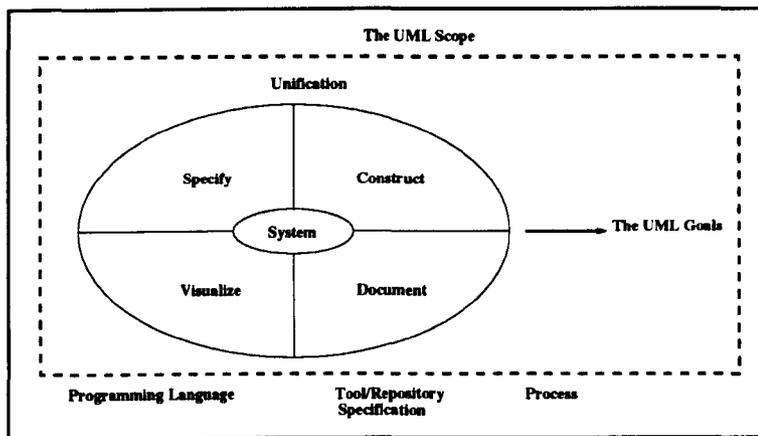 The UML Scope
Unification
Specify
Construct
System
The UML Goals
Visualize
Document
Programming Language
Tool/Repository
Specification
Process